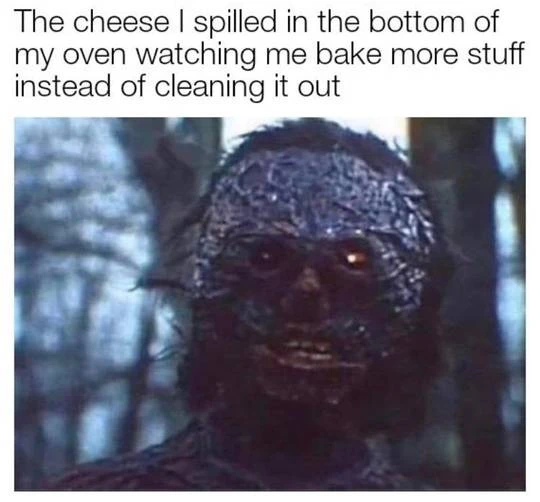 The cheese I spilled in the bottom of
my oven watching me bake more stuff
instead of cleaning it out